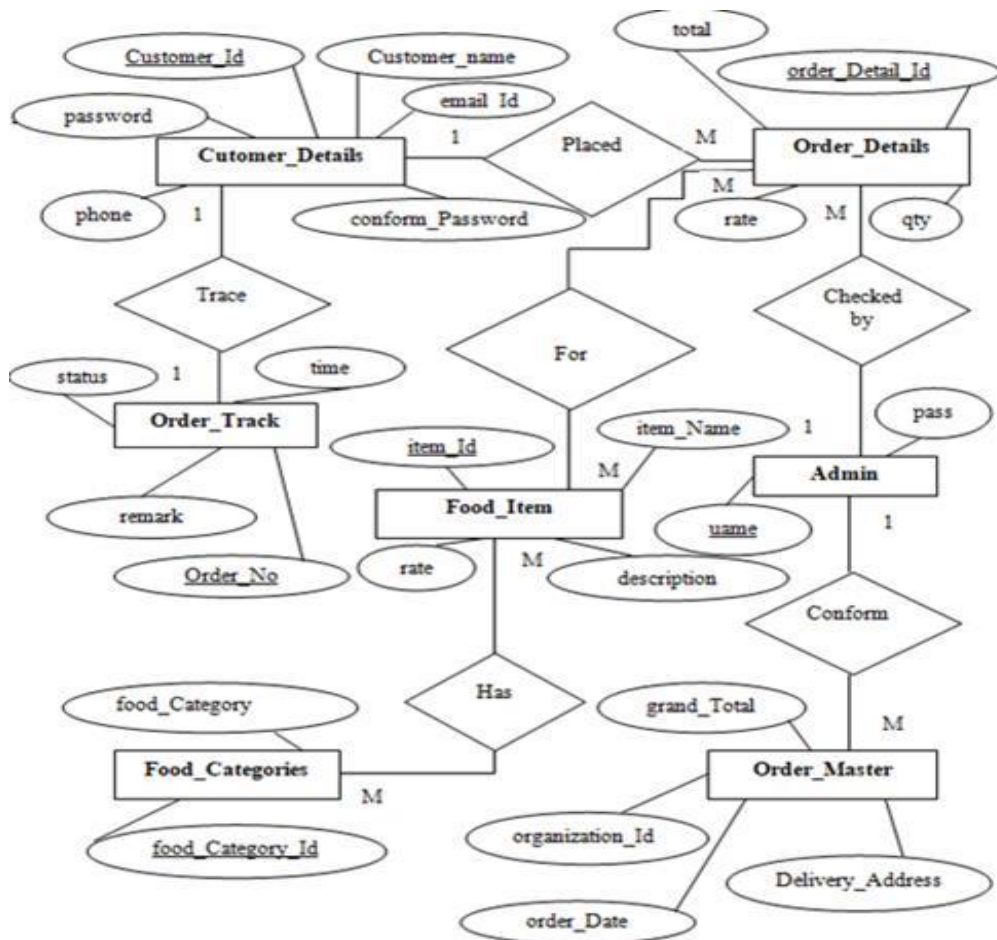 total
Customer_Id
Customer_name
order_Detail_Id
email_Id
password
1
Placed
M
Cutomer_Details
Order_Details
M
phone
1
conform_Password
rate
M
qty
Trace
Checked
by
For
1
time
status
pass
Order_Track
item_Name
1
item_Id
M
Admin
Food_Item
1
remark
uame
rate
M
description
Order_No
Conform
Has
food_Category
grand_Total
M
Food_Categories
Order_Master
M
organization_Id
food_Category_Id
Delivery_Address
order_Date